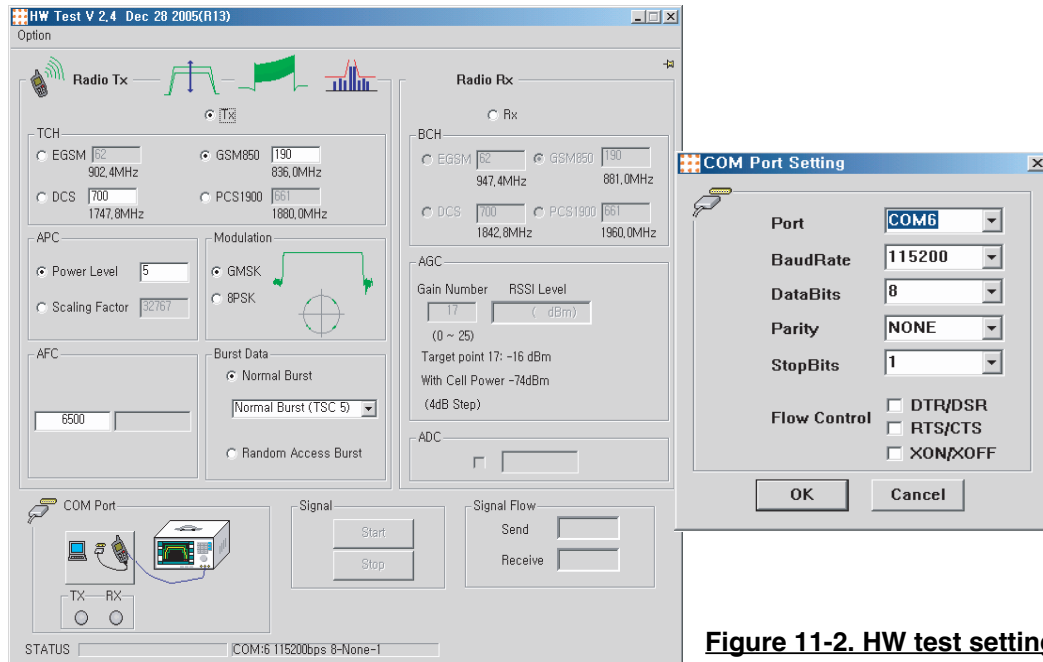 HW Test V 2,4 Dec 28 2005(R13)
Option
Radio Tx
Tx
TCH
EGSM 62
902,4MHz
GSM850 190
836,0MHz
DCS 700
1747,8MHz
PCS1900 661
1880,0MHz
APC
Power Level 5
Scaling Factor 32767
Modulation
GMSK
8PSK
AFC
6500
Burst Data
Normal Burst
Normal Burst (TSC 5)
Random Access Burst
Radio Rx
Rx
BCH
EGSM 62
947,4MHz
GSM850 190
881,0MHz
DCS 700
1842,8MHz
PCS1900 661
1960,0MHz
AGC
Gain Number RSSI Level
17 ( dBm)
(0 ~ 25)
Target point 17: -16 dBm
With Cell Power -74dBm
(4dB Step)
ADC
COM Port
TX RX
Signal
Start
Stop
Signal Flow
Send
Receive
STATUS COM:6 115200bps 8-None-1
COM Port Setting
Port COM6
BaudRate 115200
DataBits 8
Parity NONE
StopBits 1
Flow Control DTR/DSR
RTS/CTS
XON/XOFF
OK Cancel
Figure 11-2. HW test setting